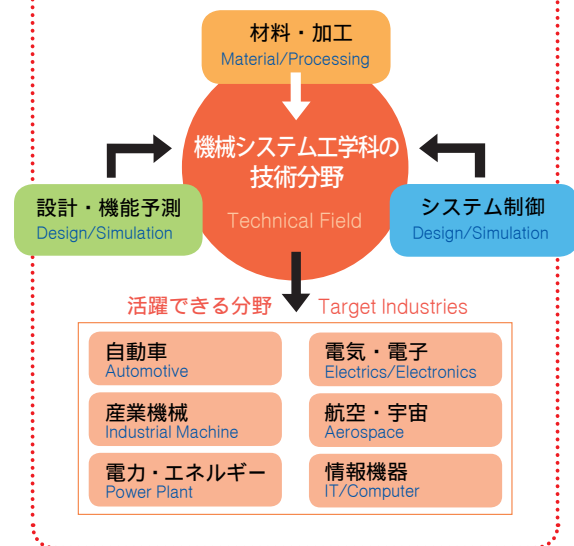 材料・加工
Material/Processing
機械システム工学科の
技術分野
Technical Field
設計・機能予測
Design/Simulation
システム制御
Design/Simulation
活躍できる分野
Target Industries
自動車
Automotive
電気・電子
Electrics/Electronics
産業機械
Industrial Machine
航空・宇宙
Aerospace
電力・エネルギー
Power Plant
情報機器
IT/Computer